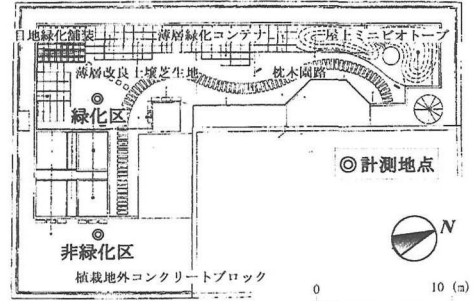 目地緑化舗装 薄層緑化コンテナ 屋上ミニビオトープ
薄層改良土壌芝生地 枕木園路
緑化区
◎計測地点
N
非緑化区
植栽地外コンクリートブロック
0 10 (m)